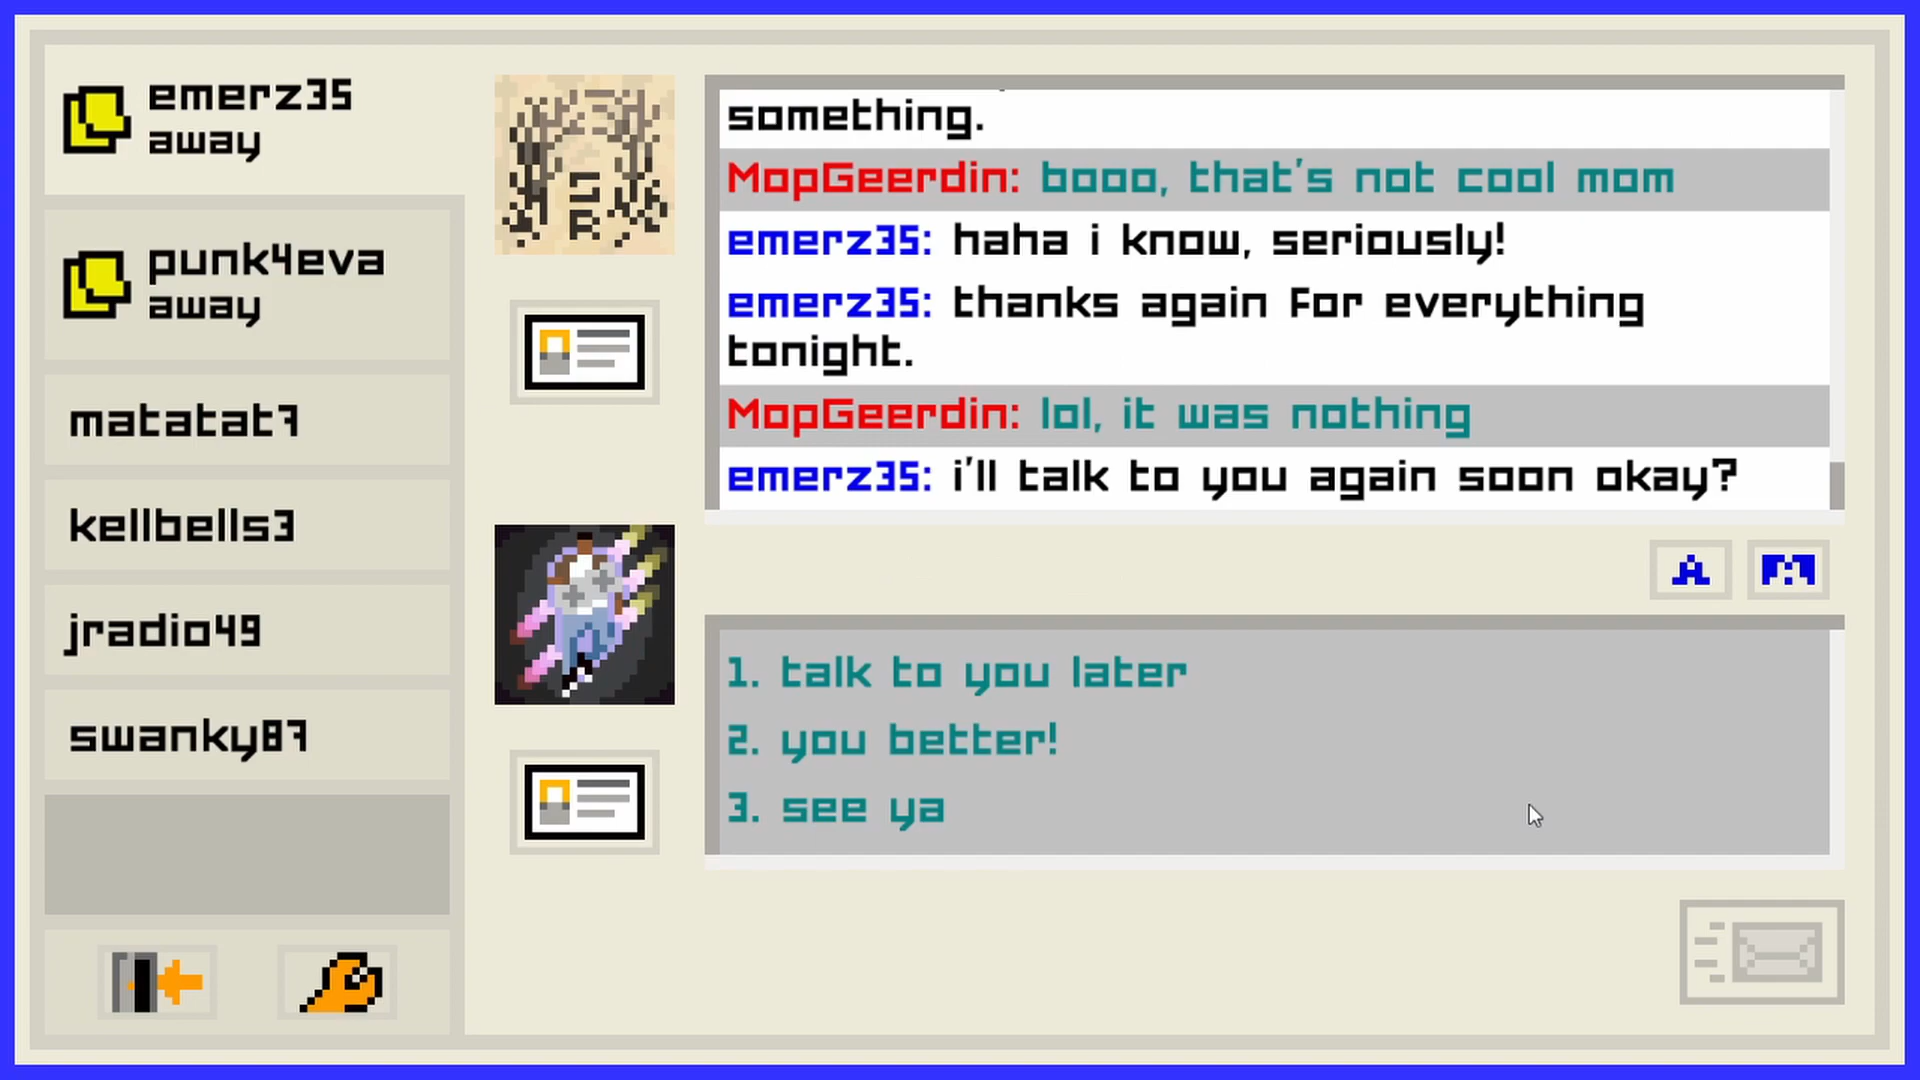 emerz35
away
punk4eva
away
matatat7
kellbells3
jradio49
swanky87
SR
something.
MopGeerdin: booo, that's not cool mom
emerz35: haha i know, seriously!
emerz35: thanks again for everything
tonight.
MopGeerdin: lol, it was nothing
emerz35: i'll talk to you again soon okay?
A
1. talk to you later
2. you better!
3. see ya